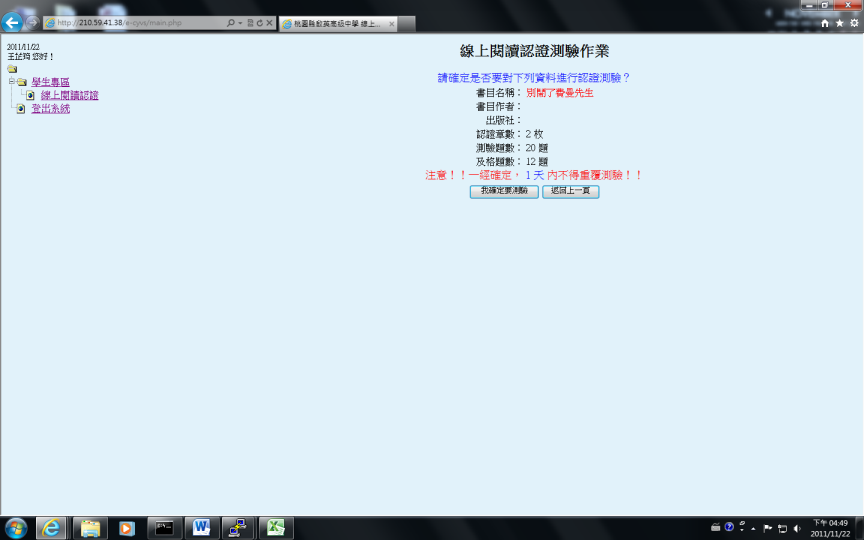 http://210.59.41.38/e-cyvs/main.php
桃園縣啟英高級中學 線上...
2011/11/22
您好！
學生專區
線上閱讀認證
登出系統
線上閱讀認證測驗作業
請確定是否要對下列資料進行認證測驗？
書目名稱： 別鬧了費曼先生
書目作者：
出版社：
認證章數： 2 枚
測驗題數： 20 題
及格題數： 12 題
注意！！一經確定， 1 天 內不得重覆測驗！！
我確定要測驗 返回上一頁
下午 04:49
2011/11/22